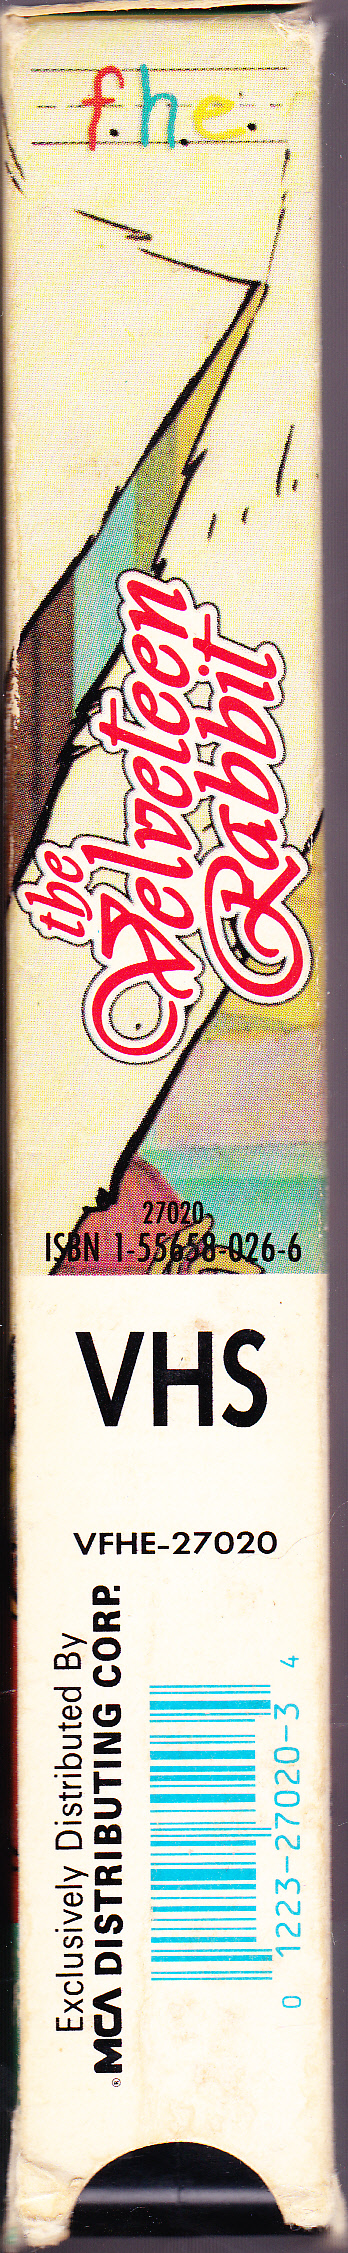 f.h.e.
the
Velveteen
Rabbit
27020
ISBN 1-55658-026-6
VHS
VFHE-27020
Exclusively Distributed By
®MCA DISTRIBUTING CORP.
0 1223-27020-3 4